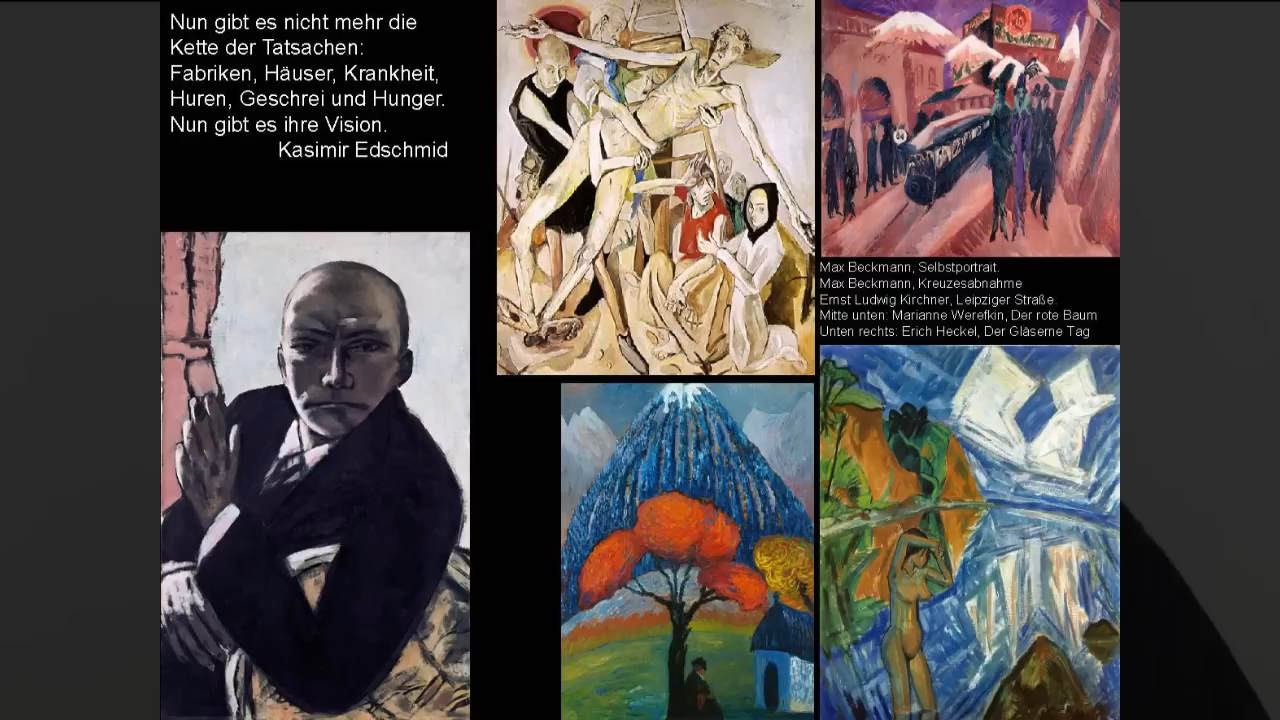 Nun gibt es nicht mehr die
Kette der Tatsachen:
Fabriken, Häuser, Krankheit,
Huren, Geschrei und Hunger.
Nun gibt es ihre Vision.
Kasimir Edschmid
Max Beckmann, Selbstportrait.
Max Beckmann, Kreuzesabnahme
Ernst Ludwig Kirchner, Leipziger Straße.
Mitte unten: Marianne Werefkin, Der rote Baum
Unten rechts: Erich Heckel, Der Gläserne Tag